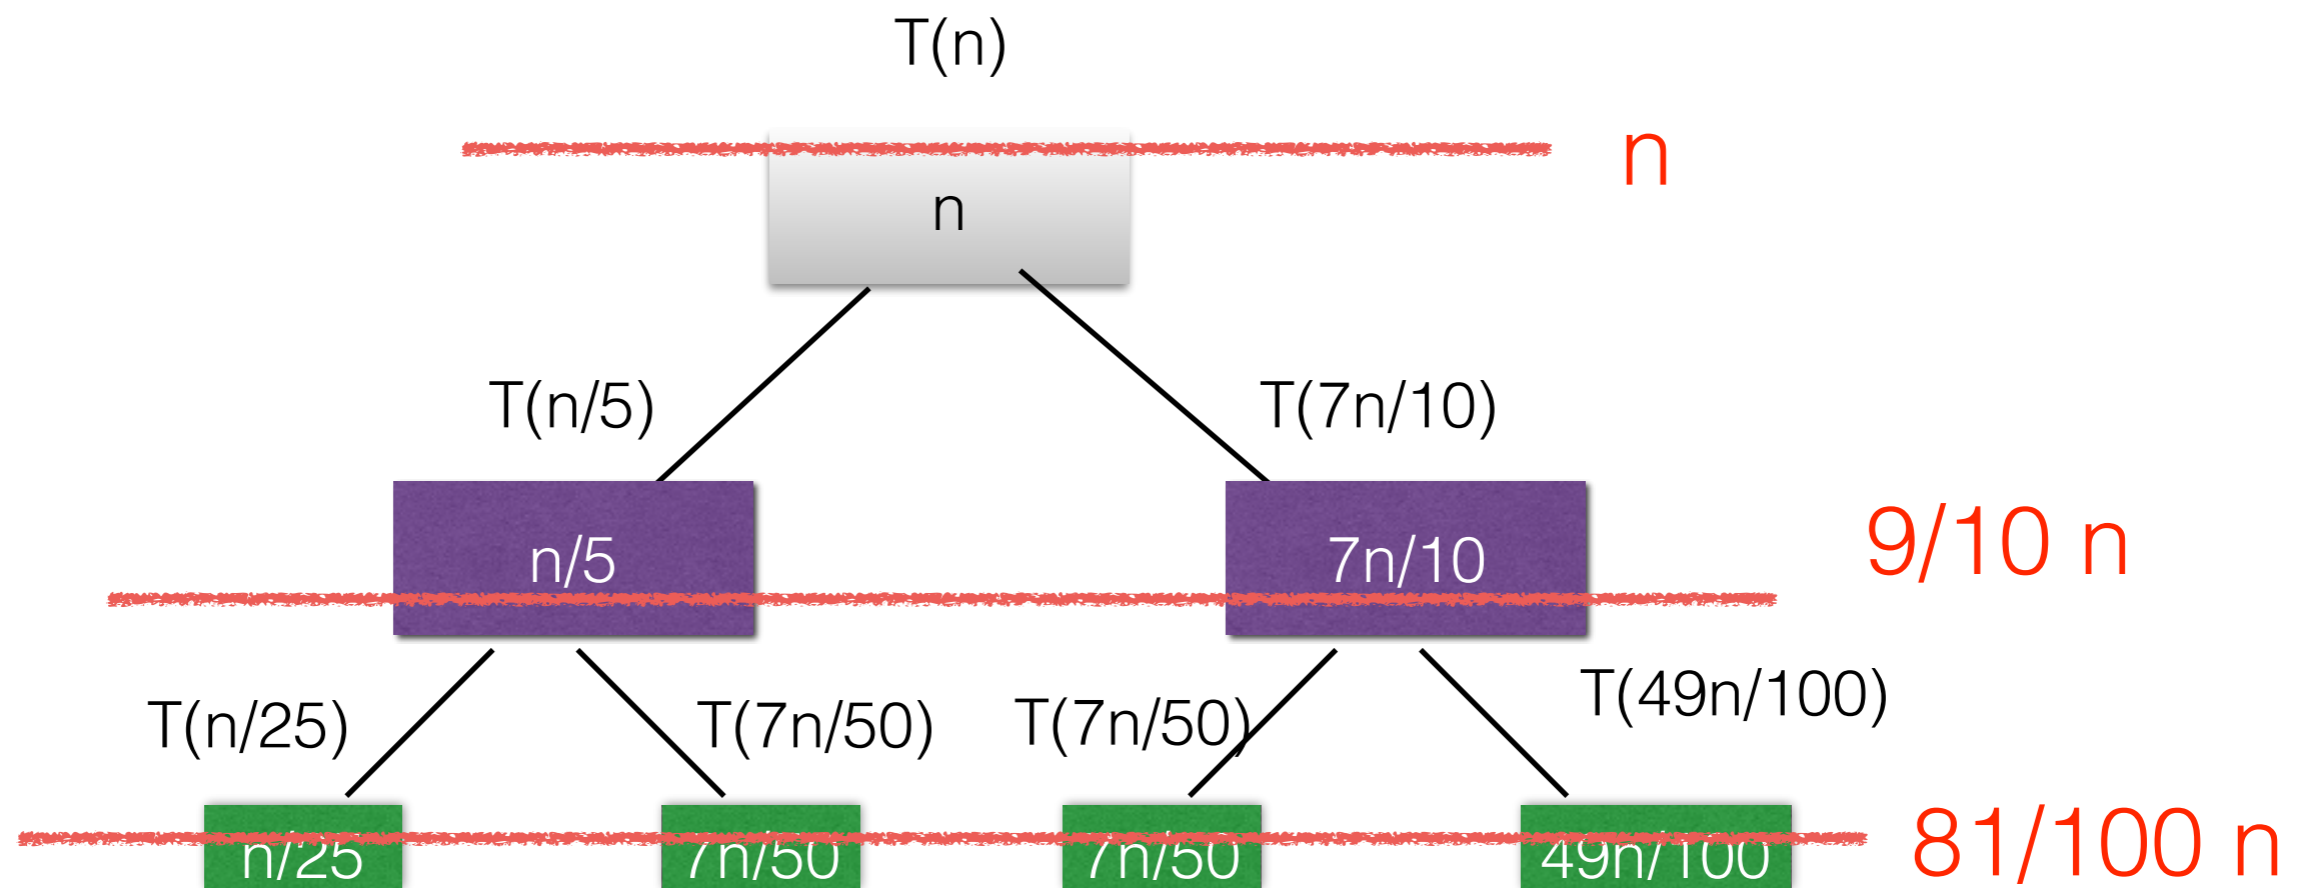 T(n)
n
n
T(n/5)
T(7n/10)
n/5
7n/10
9/10 n
T(n/25)
T(7n/50)
T(7n/50)
T(49n/100)
n/25
7n/50
7n/50
49n/100
81/100 n